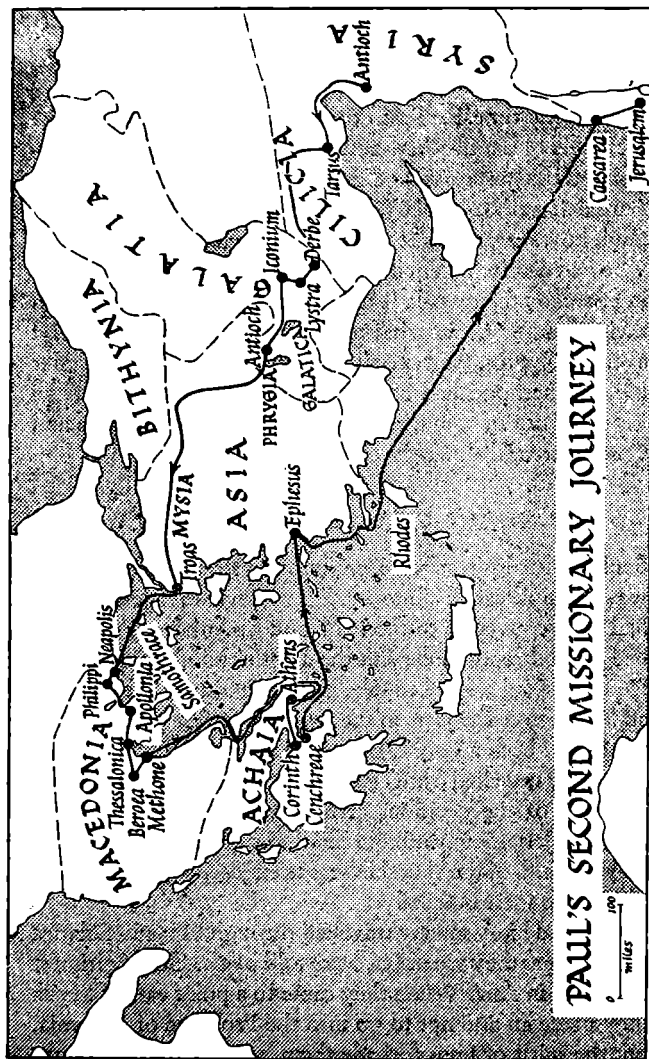 PAUL'S SECOND MISSIONARY JOURNEY
0 100
miles
MACEDONIA
Philippi
Neapolis
Thessalonica
Apollonia
Beroea
Methone
Samothrace
ACHAIA
Athens
Corinth
Cenchreae
BITHYNIA
MYSIA
Troas
ASIA
Ephesus
Rhodes
PHRYGIA
GALATICA
Antioch
GALATIA
Iconium
Lystra
Derbe
CILICIA
Tarsus
Antioch
SYRIA
Caesarea
Jerusalem